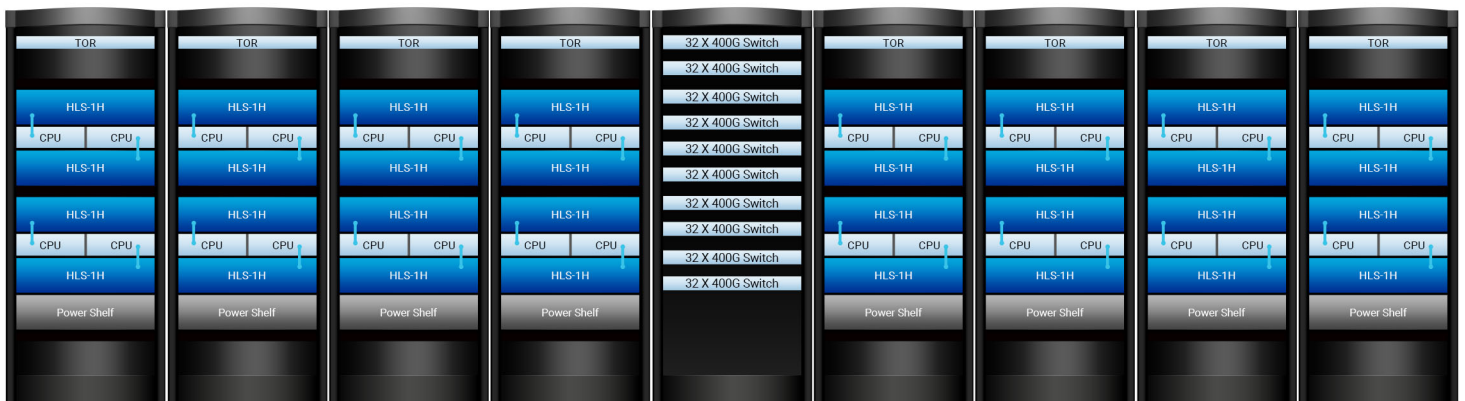 TOR
HLS-1H
CPU CPU
HLS-1H
HLS-1H
CPU CPU
HLS-1H
Power Shelf
TOR
HLS-1H
CPU CPU
HLS-1H
HLS-1H
CPU CPU
HLS-1H
Power Shelf
TOR
HLS-1H
CPU CPU
HLS-1H
HLS-1H
CPU CPU
HLS-1H
Power Shelf
TOR
HLS-1H
CPU CPU
HLS-1H
HLS-1H
CPU CPU
HLS-1H
Power Shelf
32 X 400G Switch
32 X 400G Switch
32 X 400G Switch
32 X 400G Switch
32 X 400G Switch
32 X 400G Switch
32 X 400G Switch
32 X 400G Switch
32 X 400G Switch
32 X 400G Switch
TOR
HLS-1H
CPU CPU
HLS-1H
HLS-1H
CPU CPU
HLS-1H
Power Shelf
TOR
HLS-1H
CPU CPU
HLS-1H
HLS-1H
CPU CPU
HLS-1H
Power Shelf
TOR
HLS-1H
CPU CPU
HLS-1H
HLS-1H
CPU CPU
HLS-1H
Power Shelf
TOR
HLS-1H
CPU CPU
HLS-1H
HLS-1H
CPU CPU
HLS-1H
Power Shelf